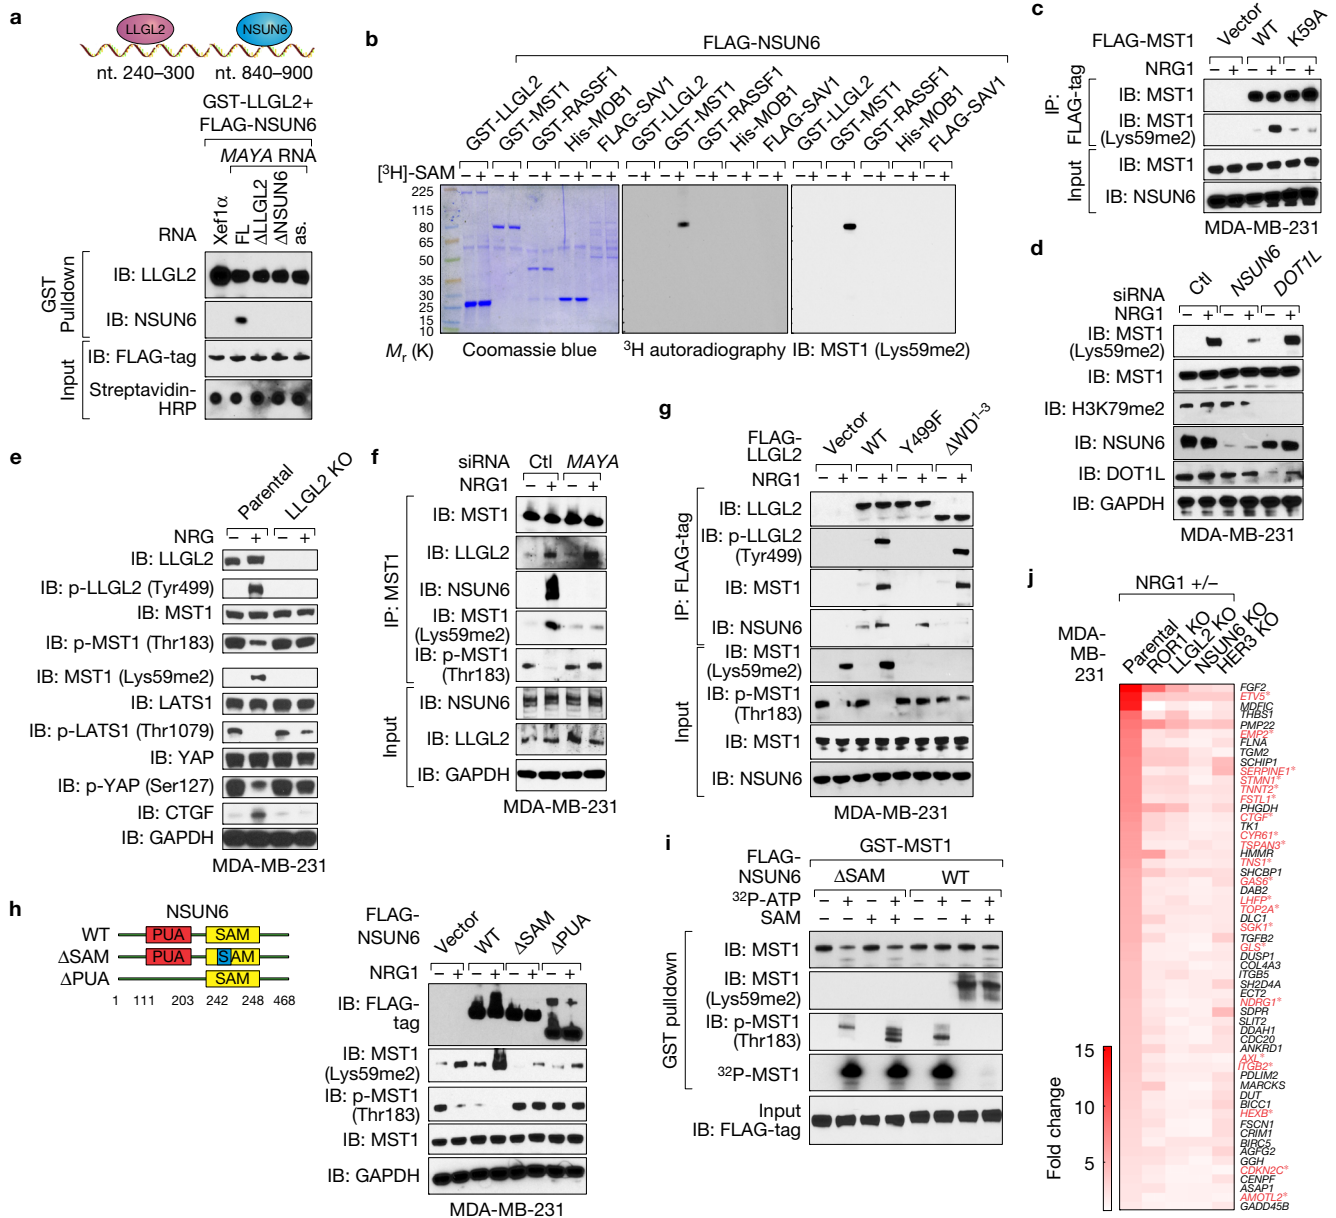 a
LLGL2
NSUN6
nt. 240–300 nt. 840–900
GST-LLGL2+
FLAG-NSUN6
MAYA RNA
RNA
Xef1α
FL
ΔLLGL2
ΔNSUN6
as.
GST
Pulldown
IB: LLGL2
IB: NSUN6
Input
IB: FLAG-tag
Streptavidin-
HRP
b
FLAG-NSUN6
GST-LLGL2
GST-MST1
GST-RASSF1
His-MOB1
FLAG-SAV1
GST-LLGL2
GST-MST1
GST-RASSF1
His-MOB1
FLAG-SAV1
GST-LLGL2
GST-MST1
GST-RASSF1
His-MOB1
FLAG-SAV1
[³H]-SAM – + – + – + – + – + – + – + – + – + – + – + – + – + – + – +
225
115
80
65
50
35
30
25
15
10
Mr (K)
Coomassie blue
³H autoradiography
IB: MST1 (Lys59me2)
c
FLAG-MST1
Vector
WT
K59A
NRG1 – + – + – +
IP:
FLAG-tag
IB: MST1
IB: MST1
(Lys59me2)
Input
IB: MST1
IB: NSUN6
MDA-MB-231
d
siRNA
Ctl
NSUN6
DOT1L
NRG1 – + – + – +
IB: MST1
(Lys59me2)
IB: MST1
IB: H3K79me2
IB: NSUN6
IB: DOT1L
IB: GAPDH
MDA-MB-231
e
Parental
LLGL2 KO
NRG – + – +
IB: LLGL2
IB: p-LLGL2 (Tyr499)
IB: MST1
IB: p-MST1 (Thr183)
IB: MST1 (Lys59me2)
IB: LATS1
IB: p-LATS1 (Thr1079)
IB: YAP
IB: p-YAP (Ser127)
IB: CTGF
IB: GAPDH
MDA-MB-231
f
siRNA Ctl MAYA
NRG1 – + – +
IP: MST1
IB: MST1
IB: LLGL2
IB: NSUN6
IB: MST1
(Lys59me2)
IB: p-MST1
(Thr183)
Input
IB: NSUN6
IB: LLGL2
IB: GAPDH
MDA-MB-231
g
FLAG-
LLGL2
Vector
WT
Y499F
ΔWD¹⁻³
NRG1 – + – + – + – +
IP: FLAG-tag
IB: LLGL2
IB: p-LLGL2
(Tyr499)
IB: MST1
IB: NSUN6
Input
IB: MST1
(Lys59me2)
IB: p-MST1
(Thr183)
IB: MST1
IB: NSUN6
MDA-MB-231
h
NSUN6
WT PUA SAM
ΔSAM PUA SAM
ΔPUA SAM
1 111 203 242 248 468
FLAG-
NSUN6
Vector
WT
ΔSAM
ΔPUA
NRG1 – + – + – + – +
IB: FLAG-
tag
IB: MST1
(Lys59me2)
IB: p-MST1
(Thr183)
IB: MST1
IB: GAPDH
MDA-MB-231
i
GST-MST1
FLAG-
NSUN6
ΔSAM WT
³²P-ATP – + – + – + – +
SAM – – + + – – + +
GST pulldown
IB: MST1
IB: MST1
(Lys59me2)
IB: p-MST1
(Thr183)
³²P-MST1
Input
IB: FLAG-tag
j
NRG1 +/–
MDA-
MB-
231
Parental
ROR1 KO
LLGL2 KO
NSUN6 KO
HER3 KO
FGF2
ETV5*
MDFIC
THBS1
PMP22
EMP2*
FLNA
TGM2
SCHIP1
SERPINE1*
STMN1*
TNNT2*
FSTL1*
PHGDH
CTGF*
TK1
CYR61*
TSPAN3*
HMMR
TNS1*
SHCBP1
GAS6*
DAB2
LHFP*
TOP2A*
DLC1
SGK1*
TGFB2
GLS*
DUSP1
COL4A3
ITGB5
SH2D4A
ECT2
NDRG1*
SDPR
SLIT2
DDAH1
CDC20
ANKRD1
AXL*
ITGB2*
PDLIM2
MARCKS
DUT
BICC1
HEXB*
FSCN1
CRIM1
BIRC5
AGFG2
GGH
CDKN2C*
CENPF
ASAP1
AMOTL2*
GADD45B
Fold change
15
10
5